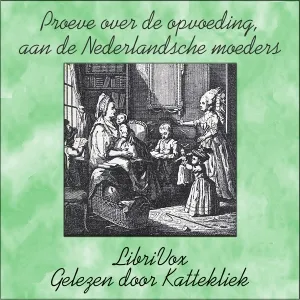 Proeve over de opvoeding,
aan de Nederlandsche moeders
LibriVox
Gelezen door Kattekliek